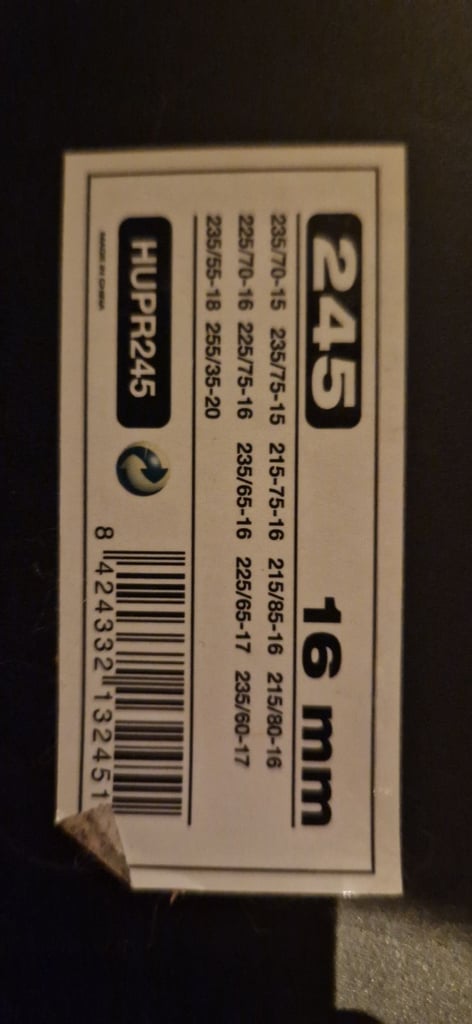 245 16 mm
235/70-15 235/75-15 215-75-16 215/85-16 215/80-16
225/70-16 225/75-16 235/65-16 225/65-17 235/60-17
235/55-18 255/35-20
HUPR245
MADE IN CHINA
8 424332 132451